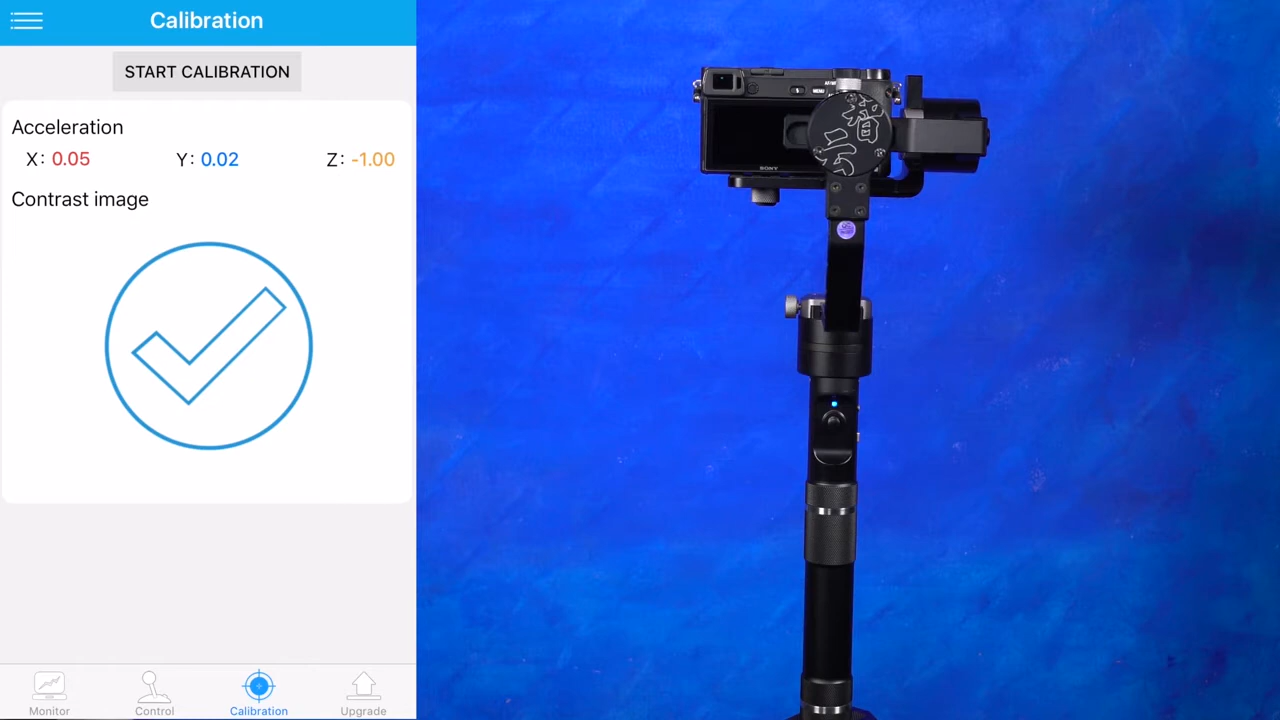 Calibration
START CALIBRATION
Acceleration
X: 0.05 Y: 0.02 Z: -1.00
Contrast image
Monitor Control Calibration Upgrade
MENU
SONY